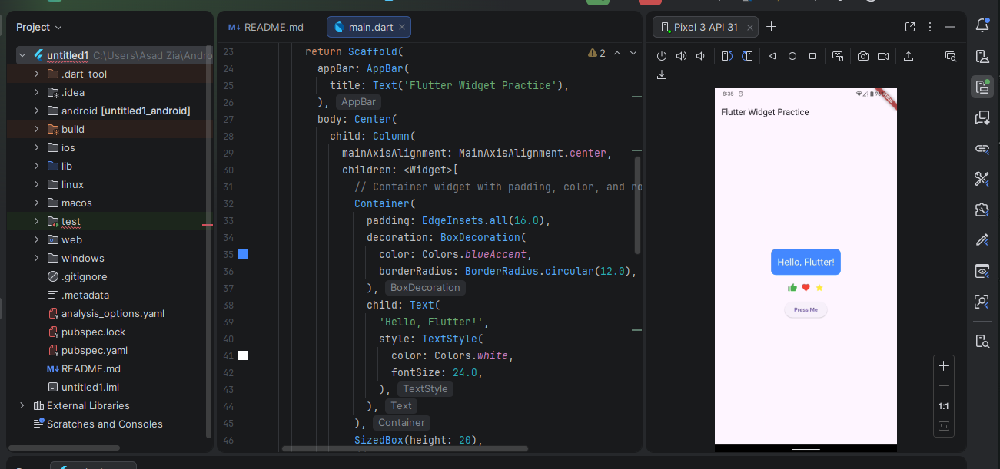 Project
README.md
main.dart
Pixel 3 API 31
untitled1 C:\Users\Asad Zia\Andro
.dart_tool
.idea
android [untitled1_android]
build
ios
lib
linux
macos
test
web
windows
.gitignore
.metadata
analysis_options.yaml
pubspec.lock
pubspec.yaml
README.md
untitled1.iml
External Libraries
Scratches and Consoles
2
23 return Scaffold(
24 appBar: AppBar(
25 title: Text('Flutter Widget Practice'),
26 ), AppBar
27 body: Center(
28 child: Column(
29 mainAxisAlignment: MainAxisAlignment.center,
30 children: <Widget>[
31 // Container widget with padding, color, and ro
32 Container(
33 padding: EdgeInsets.all(16.0),
34 decoration: BoxDecoration(
35 color: Colors.blueAccent,
36 borderRadius: BorderRadius.circular(12.0),
37 ), BoxDecoration
38 child: Text(
39 'Hello, Flutter!',
40 style: TextStyle(
41 color: Colors.white,
42 fontSize: 24.0,
43 ), TextStyle
44 ), Text
45 ), Container
46 SizedBox(height: 20),
8:35
Flutter Widget Practice
Hello, Flutter!
Press Me
1:1